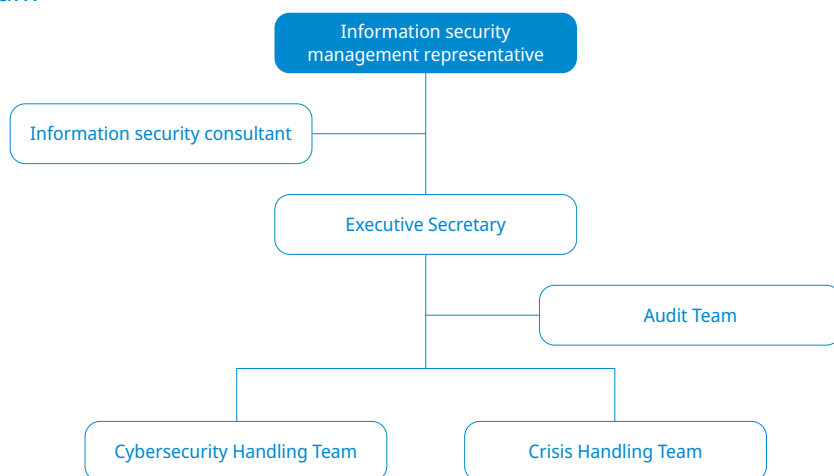 Information security
management representative
Information security consultant
Executive Secretary
Audit Team
Cybersecurity Handling Team
Crisis Handling Team